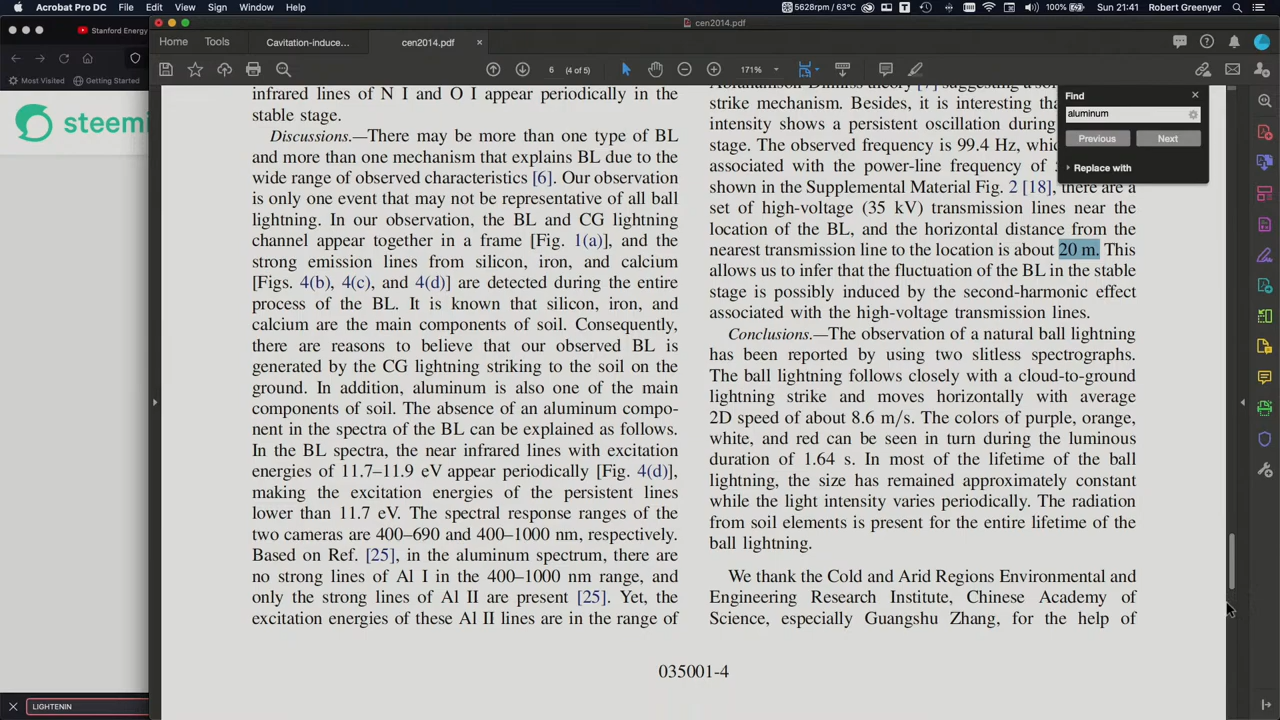 Acrobat Pro DC File Edit View Sign Window Help
5628rpm / 63°C 100% Sun 21:41 Robert Greenyer
cen2014.pdf
Stanford Energy
Home Tools Cavitation-induce... cen2014.pdf
6 (4 of 5) 171%
Most Visited Getting Started
steemi
Find
aluminum
Previous Next
Replace with
infrared lines of N I and O I appear periodically in the
stable stage.
Discussions.—There may be more than one type of BL
and more than one mechanism that explains BL due to the
wide range of observed characteristics [6]. Our observation
is only one event that may not be representative of all ball
lightning. In our observation, the BL and CG lightning
channel appear together in a frame [Fig. 1(a)], and the
strong emission lines from silicon, iron, and calcium
[Figs. 4(b), 4(c), and 4(d)] are detected during the entire
process of the BL. It is known that silicon, iron, and
calcium are the main components of soil. Consequently,
there are reasons to believe that our observed BL is
generated by the CG lightning striking to the soil on the
ground. In addition, aluminum is also one of the main
components of soil. The absence of an aluminum compo-
nent in the spectra of the BL can be explained as follows.
In the BL spectra, the near infrared lines with excitation
energies of 11.7–11.9 eV appear periodically [Fig. 4(d)],
making the excitation energies of the persistent lines
lower than 11.7 eV. The spectral response ranges of the
two cameras are 400–690 and 400–1000 nm, respectively.
Based on Ref. [25], in the aluminum spectrum, there are
no strong lines of Al I in the 400–1000 nm range, and
only the strong lines of Al II are present [25]. Yet, the
excitation energies of these Al II lines are in the range of
strike mechanism. Besides, it is interesting tha
intensity shows a persistent oscillation during
stage. The observed frequency is 99.4 Hz, whic
associated with the power-line frequency of
shown in the Supplemental Material Fig. 2 [18], there are a
set of high-voltage (35 kV) transmission lines near the
location of the BL, and the horizontal distance from the
nearest transmission line to the location is about 20 m. This
allows us to infer that the fluctuation of the BL in the stable
stage is possibly induced by the second-harmonic effect
associated with the high-voltage transmission lines.
Conclusions.—The observation of a natural ball lightning
has been reported by using two slitless spectrographs.
The ball lightning follows closely with a cloud-to-ground
lightning strike and moves horizontally with average
2D speed of about 8.6 m/s. The colors of purple, orange,
white, and red can be seen in turn during the luminous
duration of 1.64 s. In most of the lifetime of the ball
lightning, the size has remained approximately constant
while the light intensity varies periodically. The radiation
from soil elements is present for the entire lifetime of the
ball lightning.
We thank the Cold and Arid Regions Environmental and
Engineering Research Institute, Chinese Academy of
Science, especially Guangshu Zhang, for the help of
035001-4
LIGHTENIN